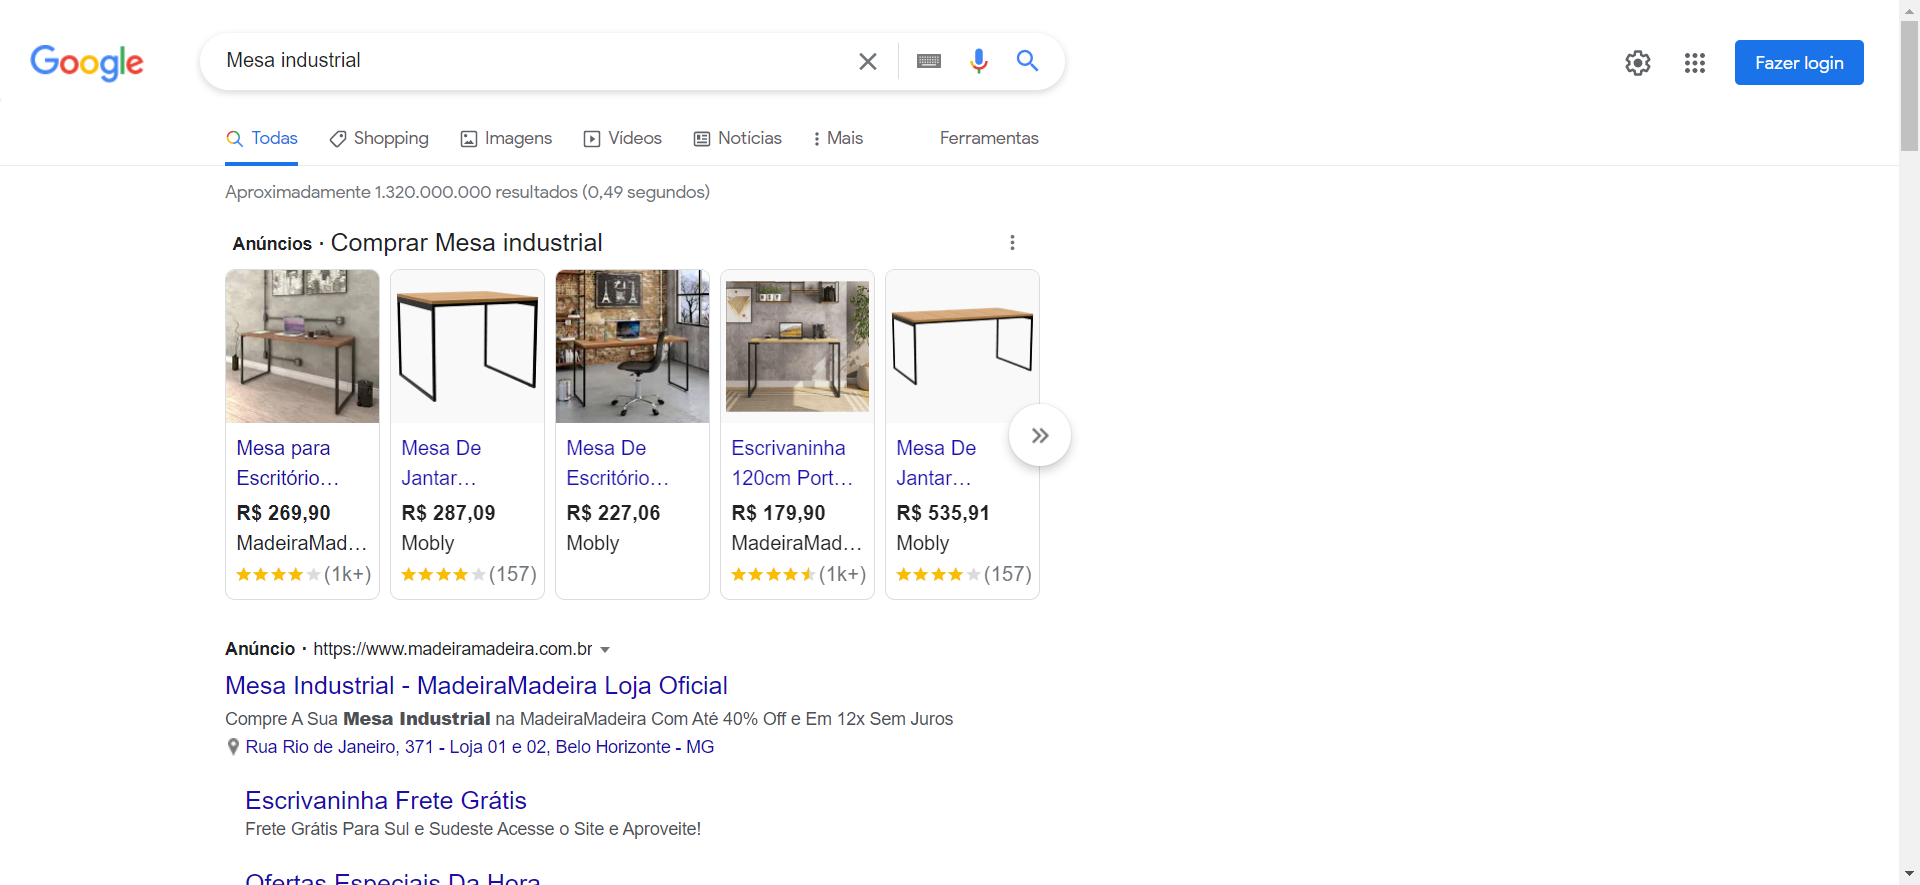 Google
Mesa industrial
Fazer login
Todas
Shopping
Imagens
Vídeos
Notícias
Mais
Ferramentas
Aproximadamente 1.320.000.000 resultados (0,49 segundos)
Anúncios · Comprar Mesa industrial
Mesa para
Escritório…
R$ 269,90
MadeiraMad…
(1k+)
Mesa De
Jantar…
R$ 287,09
Mobly
(157)
Mesa De
Escritório…
R$ 227,06
Mobly
Escrivaninha
120cm Port…
R$ 179,90
MadeiraMad…
(1k+)
Mesa De
Jantar…
R$ 535,91
Mobly
(157)
Anúncio · https://www.madeiramadeira.com.br
Mesa Industrial - MadeiraMadeira Loja Oficial
Compre A Sua Mesa Industrial na MadeiraMadeira Com Até 40% Off e Em 12x Sem Juros
Rua Rio de Janeiro, 371 - Loja 01 e 02, Belo Horizonte - MG
Escrivaninha Frete Grátis
Frete Grátis Para Sul e Sudeste Acesse o Site e Aproveite!
Ofertas Especiais Da Hora